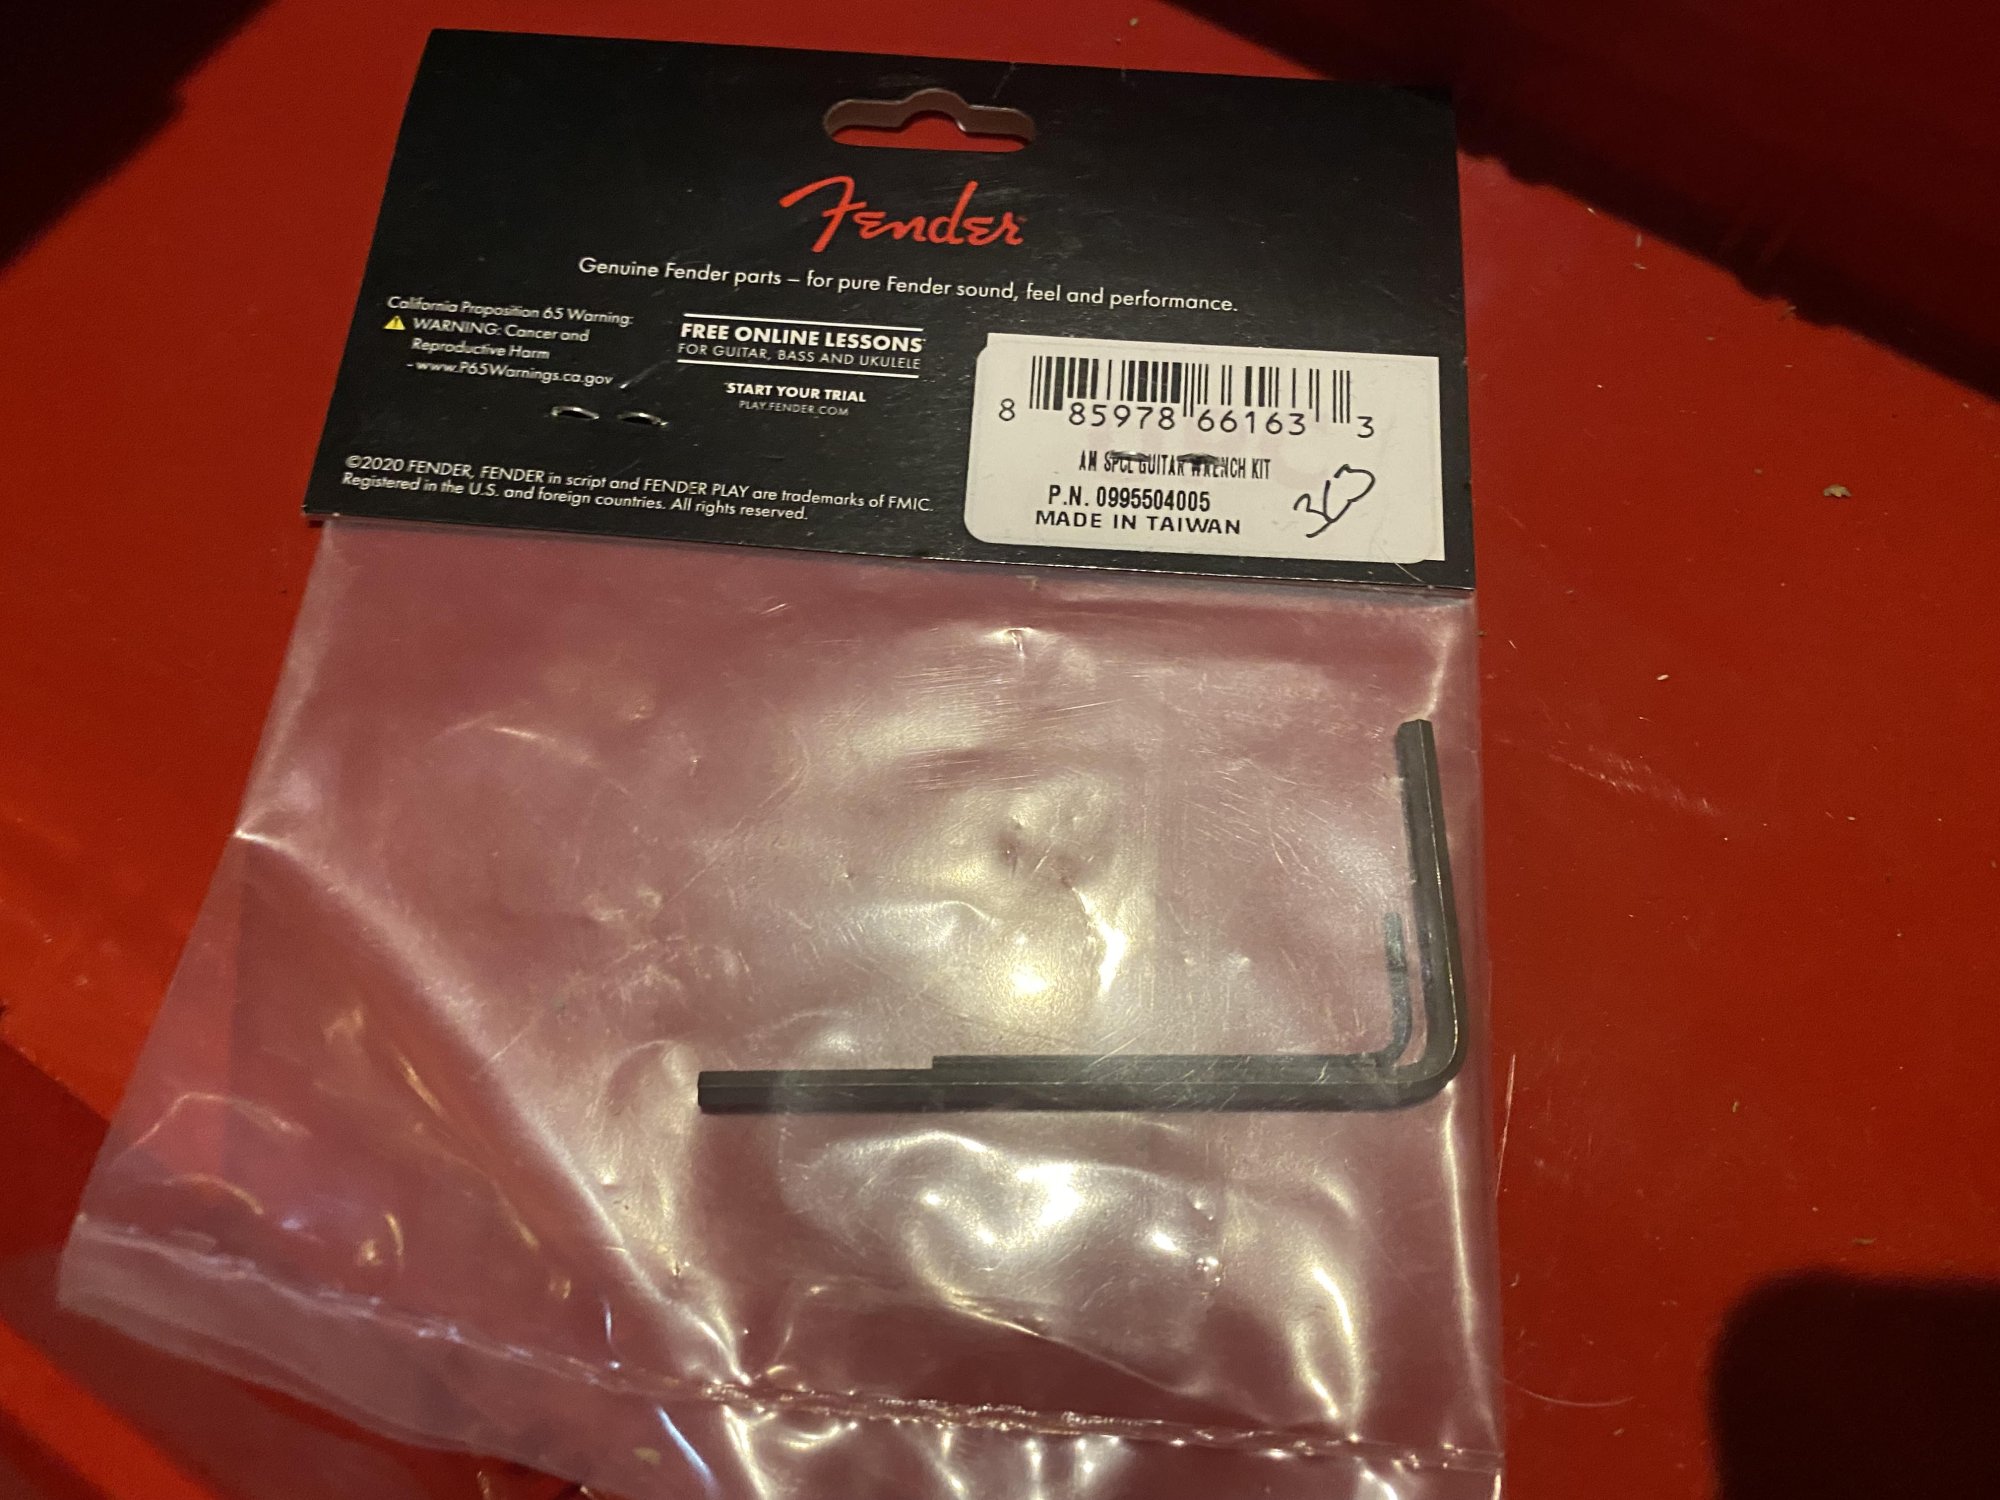 Fender
Genuine Fender parts – for pure Fender sound, feel and performance.
California Proposition 65 Warning:
WARNING: Cancer and
Reproductive Harm
- www.P65Warnings.ca.gov
FREE ONLINE LESSONS
FOR GUITAR, BASS AND UKULELE
START YOUR TRIAL
PLAY.FENDER.COM
©2020 FENDER, FENDER in script and FENDER PLAY are trademarks of FMIC.
Registered in the U.S. and foreign countries. All rights reserved.
8 85978 66163 3
AM SPCL GUITAR WRENCH KIT
P.N. 0995504005
MADE IN TAIWAN